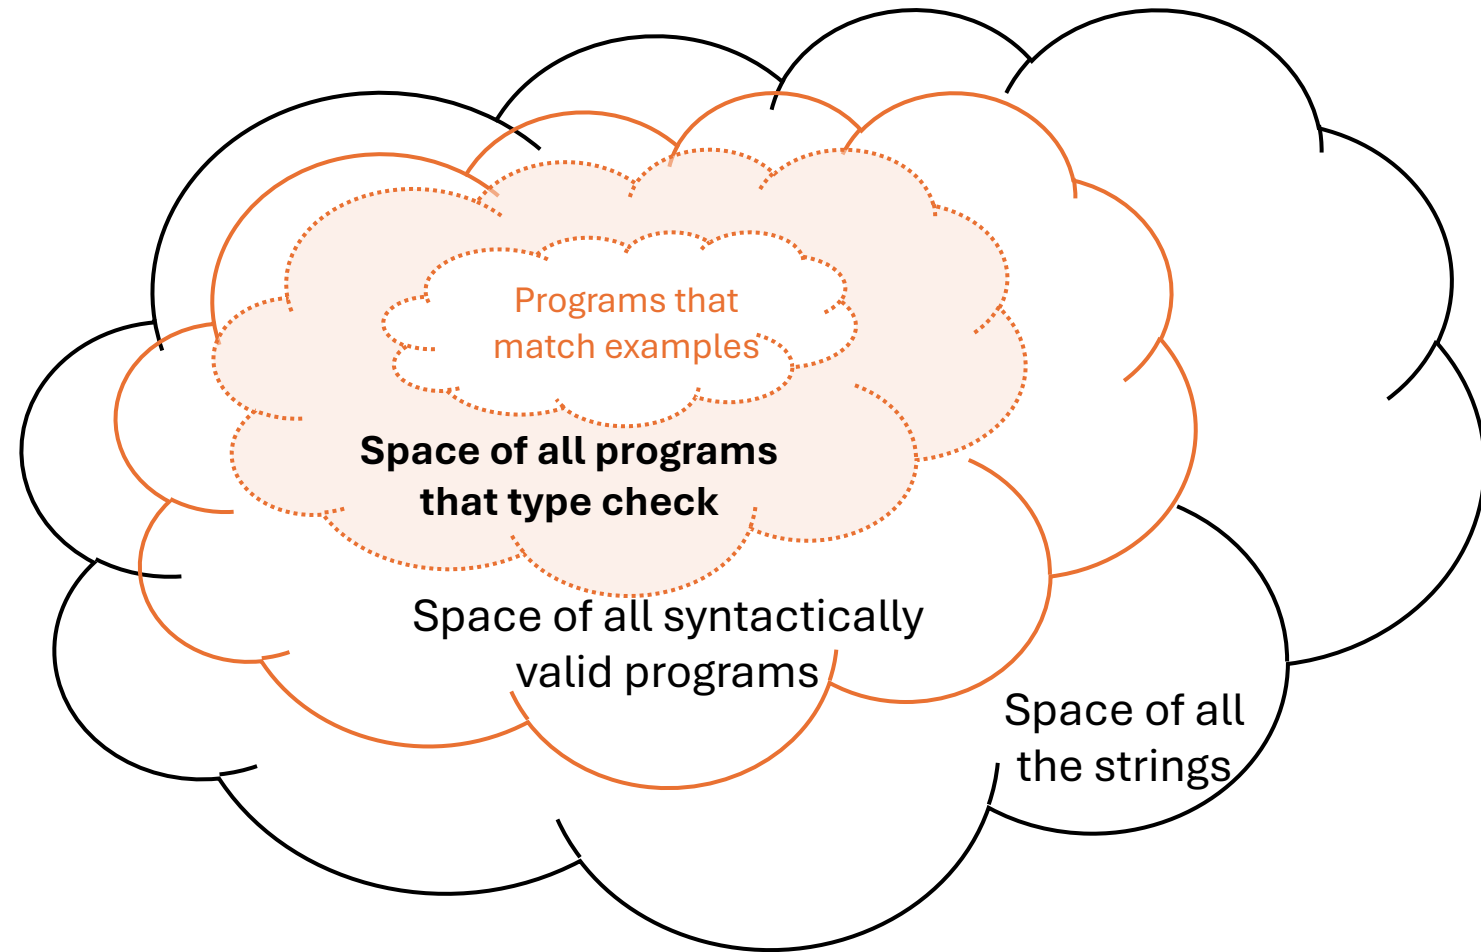 Programs that
match examples
Space of all programs
that type check
Space of all syntactically
valid programs
Space of all
the strings